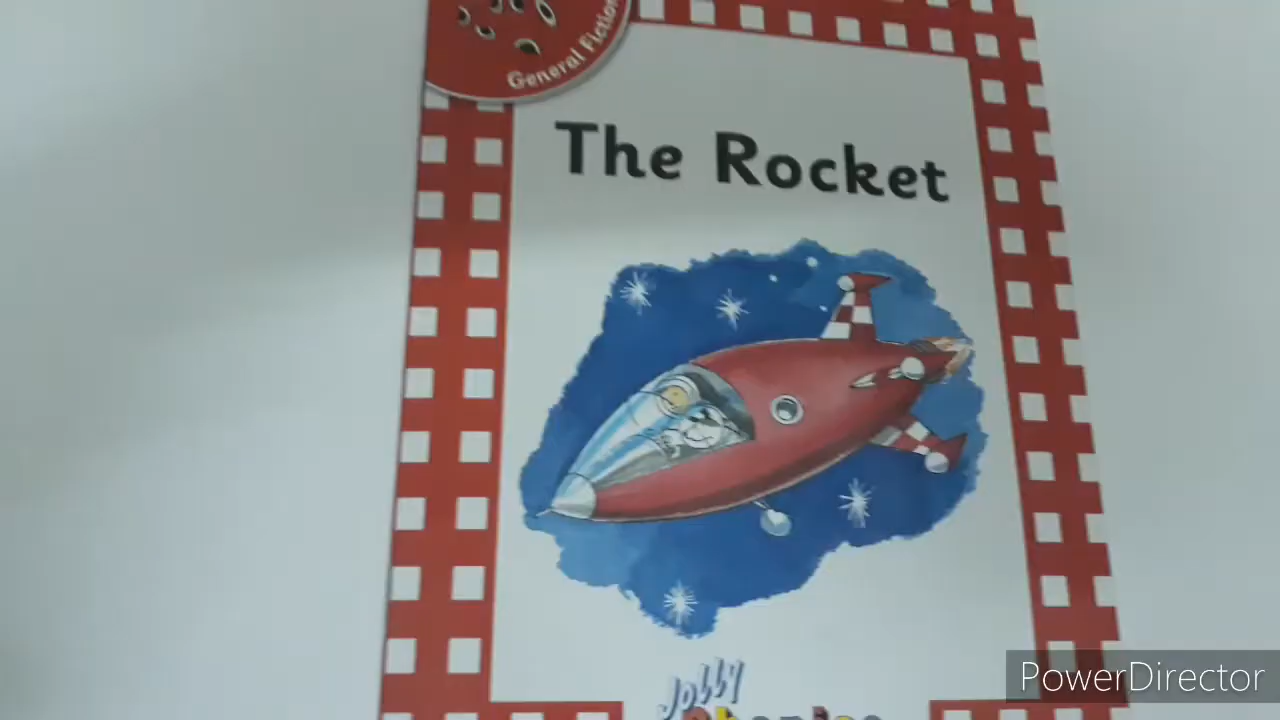 General Fiction
The Rocket
Jolly
Phonics
PowerDirector